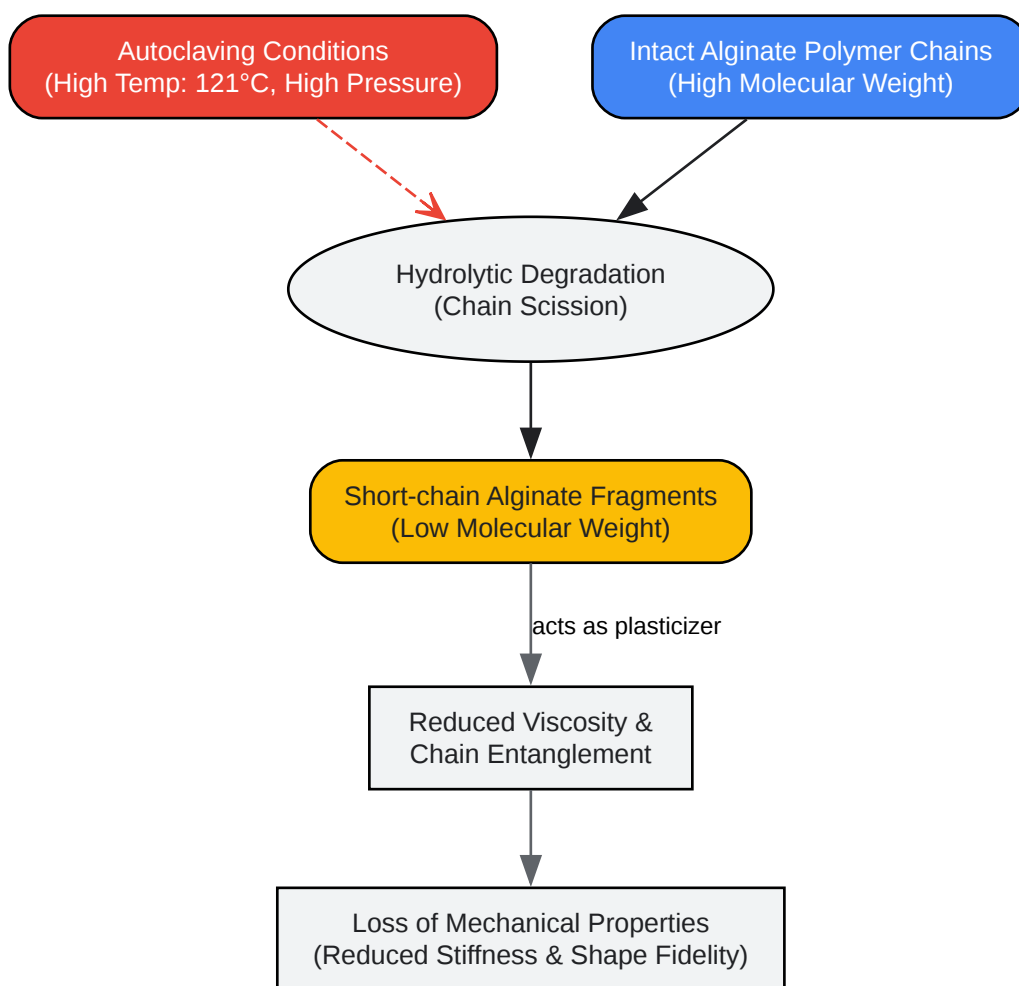 Autoclaving Conditions
(High Temp: 121°C, High Pressure)
Intact Alginate Polymer Chains
(High Molecular Weight)
Hydrolytic Degradation
(Chain Scission)
Short-chain Alginate Fragments
(Low Molecular Weight)
acts as plasticizer
Reduced Viscosity &
Chain Entanglement
Loss of Mechanical Properties
(Reduced Stiffness & Shape Fidelity)